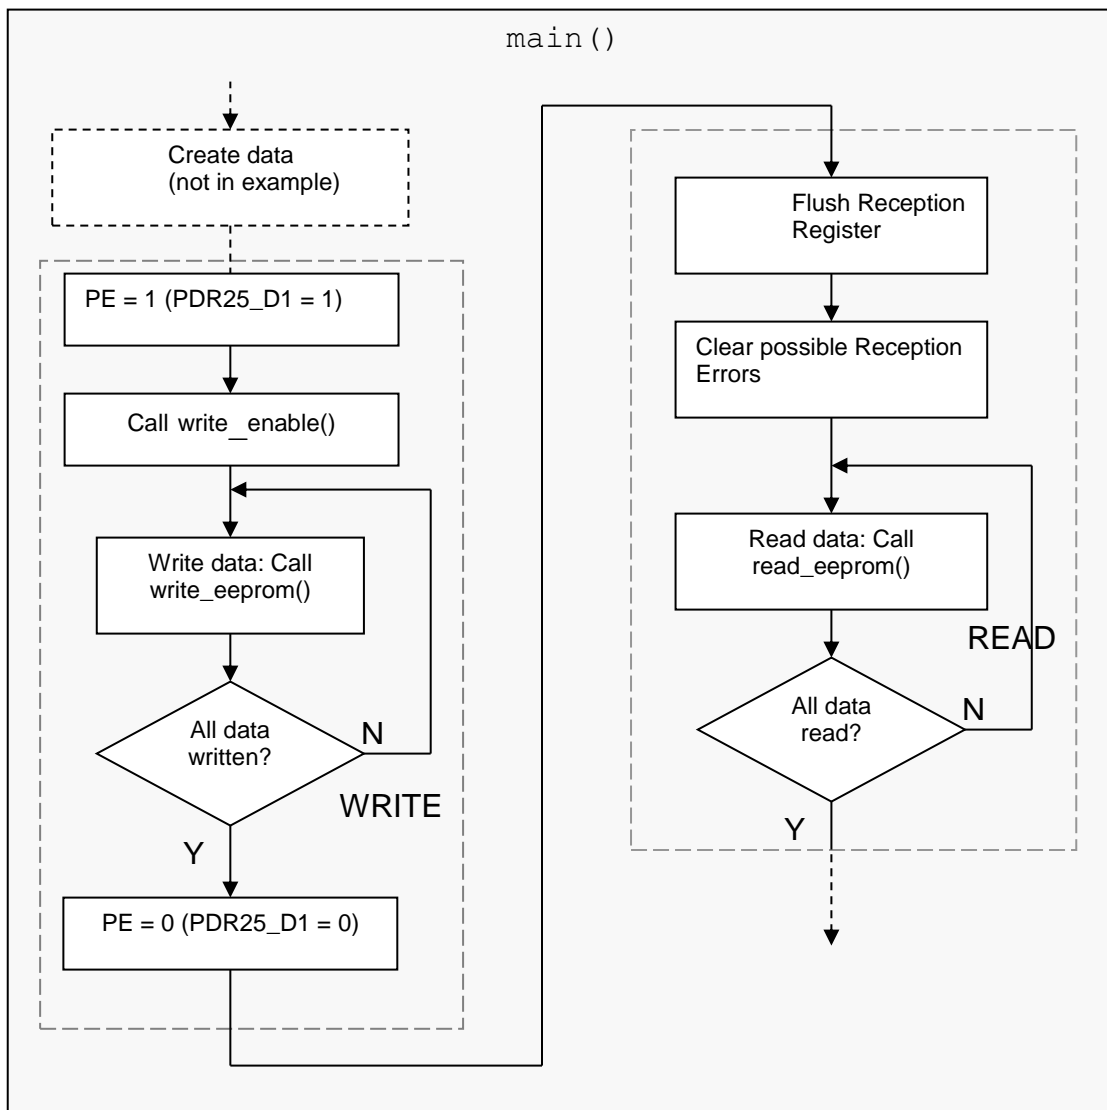 main()
Create data
(not in example)
PE = 1 (PDR25_D1 = 1)
Call write_enable()
Write data: Call
write_eeprom()
All data
written?
N
WRITE
Y
PE = 0 (PDR25_D1 = 0)
Flush Reception
Register
Clear possible Reception
Errors
Read data: Call
read_eeprom()
READ
All data
read?
N
Y